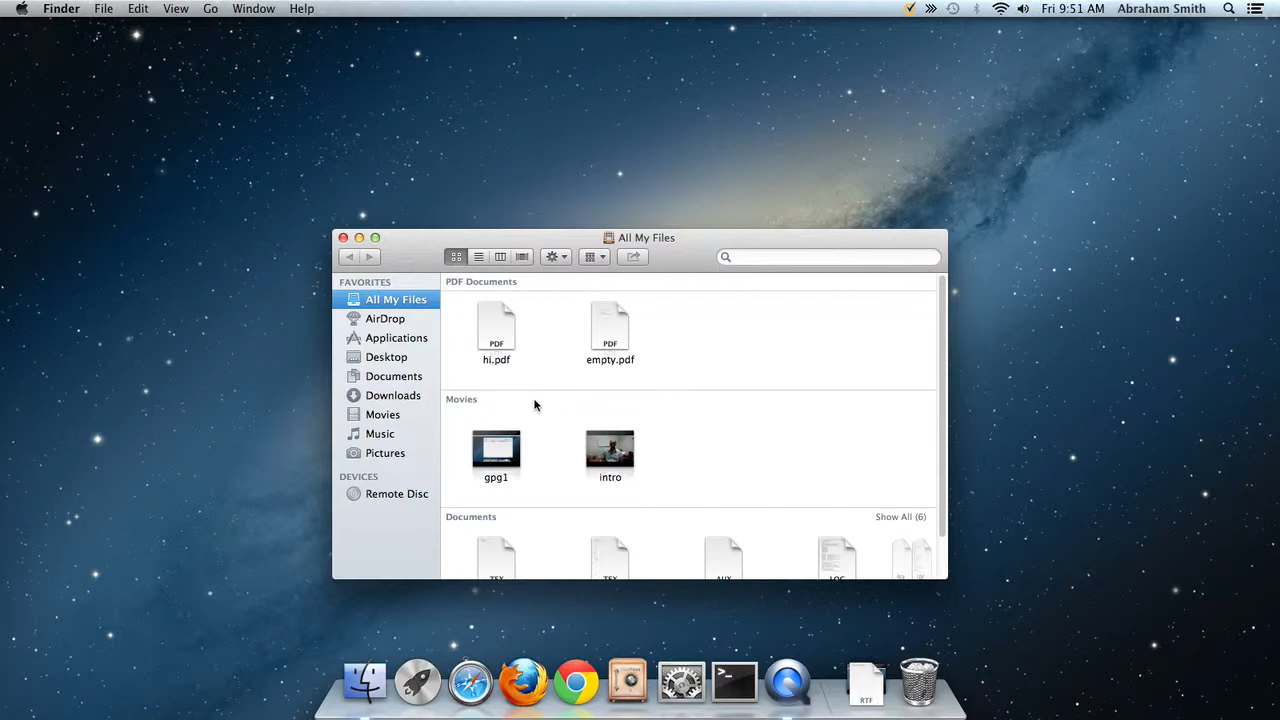 Finder File Edit View Go Window Help Fri 9:51 AM Abraham Smith
All My Files
FAVORITES
All My Files
AirDrop
Applications
Desktop
Documents
Downloads
Movies
Music
Pictures
DEVICES
Remote Disc
PDF Documents
PDF PDF
hi.pdf empty.pdf
Movies
gpg1 intro
Documents Show All (6)
TEX TEX AUX LOG
>_
RTF